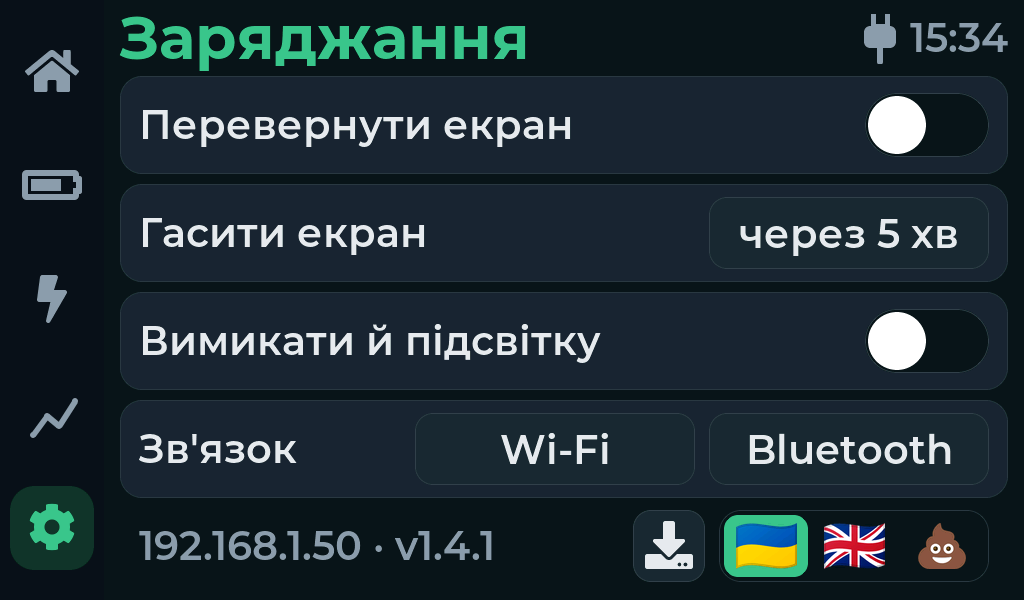 Заряджання
15:34
Перевернути екран
Гасити екран
через 5 хв
Вимикати й підсвітку
Зв'язок
Wi-Fi
Bluetooth
192.168.1.50 · v1.4.1